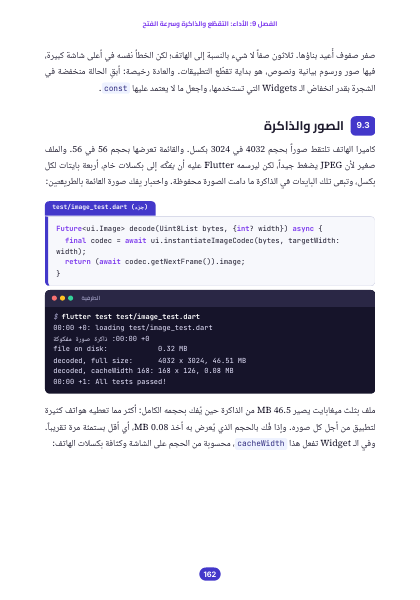 الفصل 9: الأداء: التقطّع والذاكرة وسرعة الفتح
صفر صفوف أُعيد بناؤها. ثلاثون صفاً لا شيء بالنسبة إلى الهاتف؛ لكن الخطأ نفسه في أعلى شاشة كبيرة،
فيها صور ورسوم بيانية ونصوص، هو بداية تقطّع التطبيقات. والعادة رخيصة: أبقِ الحالة منخفضة في
الشجرة بقدر انخفاض الـ Widgets التي تستخدمها، واجعل ما لا يعتمد عليها const .
9.3 الصور والذاكرة
كاميرا الهاتف تلتقط صوراً بحجم 4032 في 3024 بكسل. والقائمة تعرضها بحجم 56 في 56. والملف
صغير لأن JPEG يضغط جيداً، لكن ليرسمه Flutter عليه أن يفكّه إلى بكسلات خام، أربعة بايتات لكل
بكسل، وتبقى تلك البايتات في الذاكرة ما دامت الصورة محفوظة. واختبار يفك صورة القائمة بالطريقتين:
test/image_test.dart (جزء)
Future<ui.Image> decode(Uint8List bytes, {int? width}) async {
  final codec = await ui.instantiateImageCodec(bytes, targetWidth:
width);
  return (await codec.getNextFrame()).image;
}
الطرفية
$ flutter test test/image_test.dart
00:00 +0: loading test/image_test.dart
00:00 +0: ذاكرة صورة مفكوكة
file on disk:            0.32 MB
decoded, full size:      4032 x 3024, 46.51 MB
decoded, cacheWidth 168: 168 x 126, 0.08 MB
00:00 +1: All tests passed!
ملف بثلث ميغابايت يصير 46.5 MB من الذاكرة حين يُفك بحجمه الكامل: أكثر مما تعطيه هواتف كثيرة
لتطبيق من أجل كل صوره. وإذا فُك بالحجم الذي يُعرض به أخذ 0.08 MB، أي أقل بستمئة مرة تقريباً.
وفي الـ Widget تفعل هذا cacheWidth ، محسوبة من الحجم على الشاشة وكثافة بكسلات الهاتف:
162